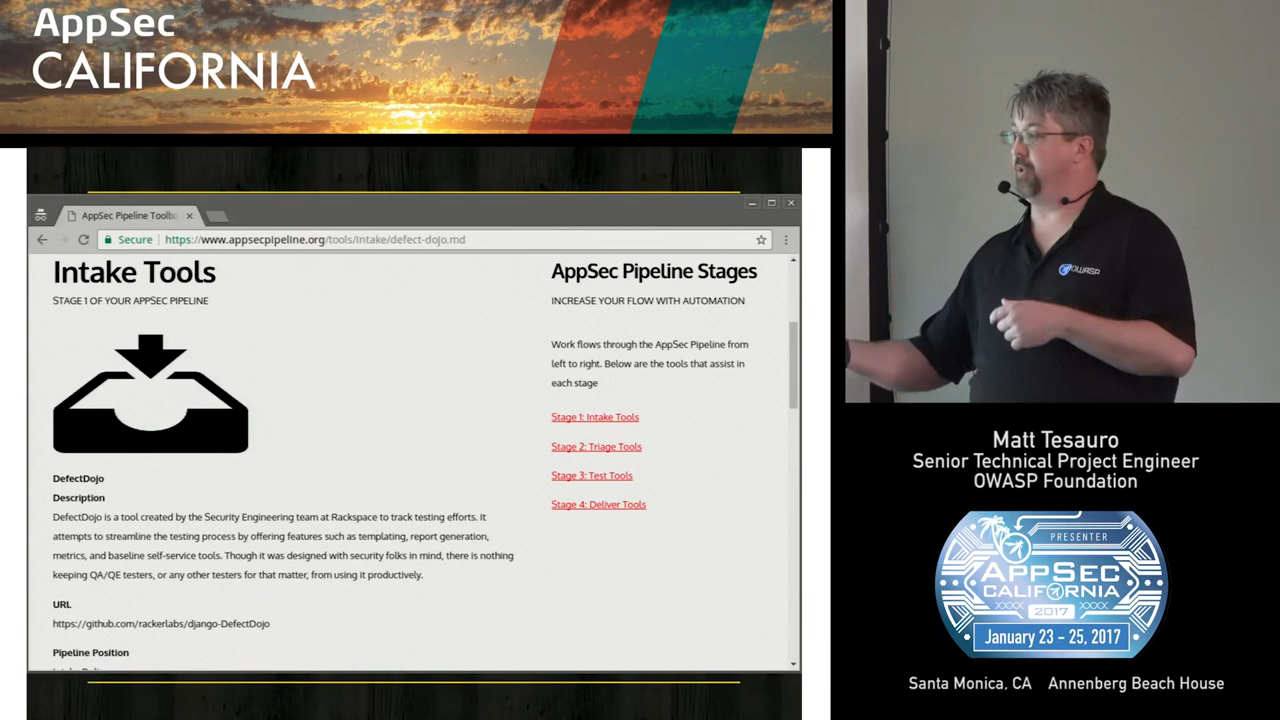 AppSec
CALIFORNIA
AppSec Pipeline Toolbo
Secure
https://www.appsecpipeline.org/tools/intake/defect-dojo.md
Intake Tools
STAGE 1 OF YOUR APPSEC PIPELINE
DefectDojo
Description
DefectDojo is a tool created by the Security Engineering team at Rackspace to track testing efforts. It
attempts to streamline the testing process by offering features such as templating, report generation,
metrics, and baseline self-service tools. Though it was designed with security folks in mind, there is nothing
keeping QA/QE testers, or any other testers for that matter, from using it productively.
URL
https://github.com/rackerlabs/django-DefectDojo
Pipeline Position
AppSec Pipeline Stages
INCREASE YOUR FLOW WITH AUTOMATION
Work flows through the AppSec Pipeline from
left to right. Below are the tools that assist in
each stage
Stage 1: Intake Tools
Stage 2: Triage Tools
Stage 3: Test Tools
Stage 4: Deliver Tools
OWASP
Matt Tesauro
Senior Technical Project Engineer
OWASP Foundation
PRESENTER
APPSEC
CALIFORNIA
2017
January 23 - 25, 2017
Santa Monica, CA Annenberg Beach House